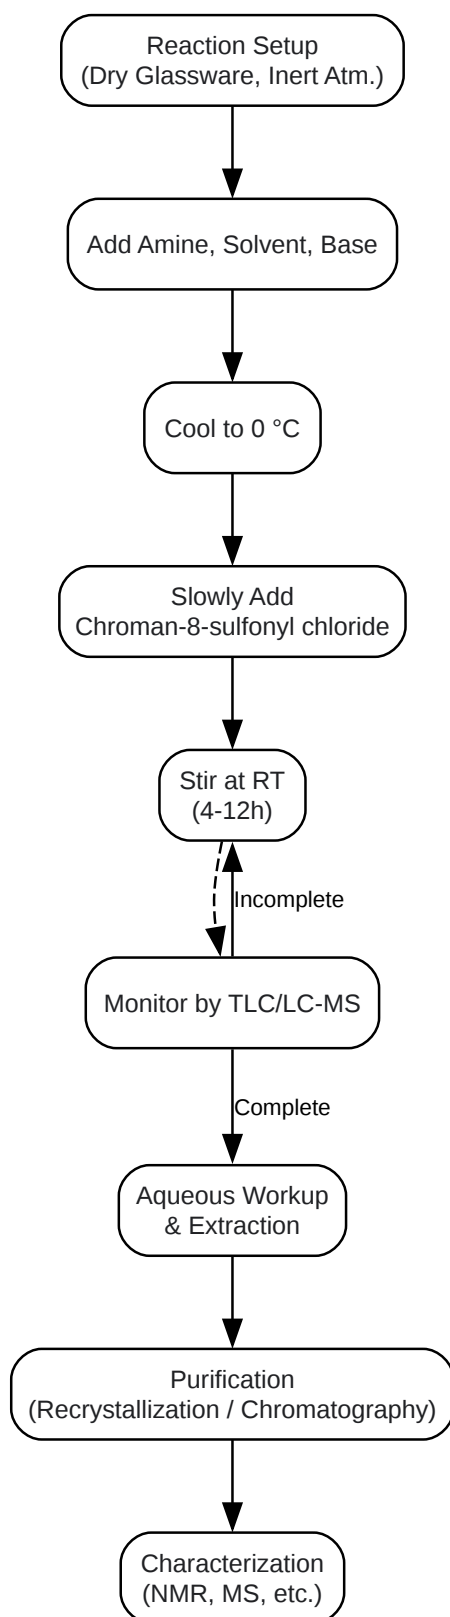 Reaction Setup
(Dry Glassware, Inert Atm.)
Add Amine, Solvent, Base
Cool to 0 °C
Slowly Add
Chroman-8-sulfonyl chloride
Stir at RT
(4-12h)
Incomplete
Monitor by TLC/LC-MS
Complete
Aqueous Workup
& Extraction
Purification
(Recrystallization / Chromatography)
Characterization
(NMR, MS, etc.)